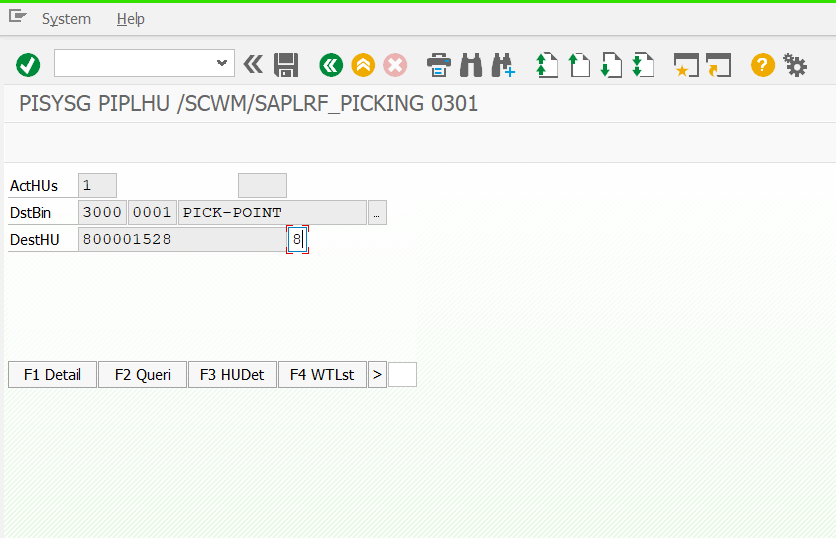 System Help
PISYSG PIPLHU /SCWM/SAPLRF_PICKING 0301
ActHUs 1
DstBin 3000 0001 PICK-POINT …
DestHU 800001528 8
F1 Detail F2 Queri F3 HUDet F4 WTLst >